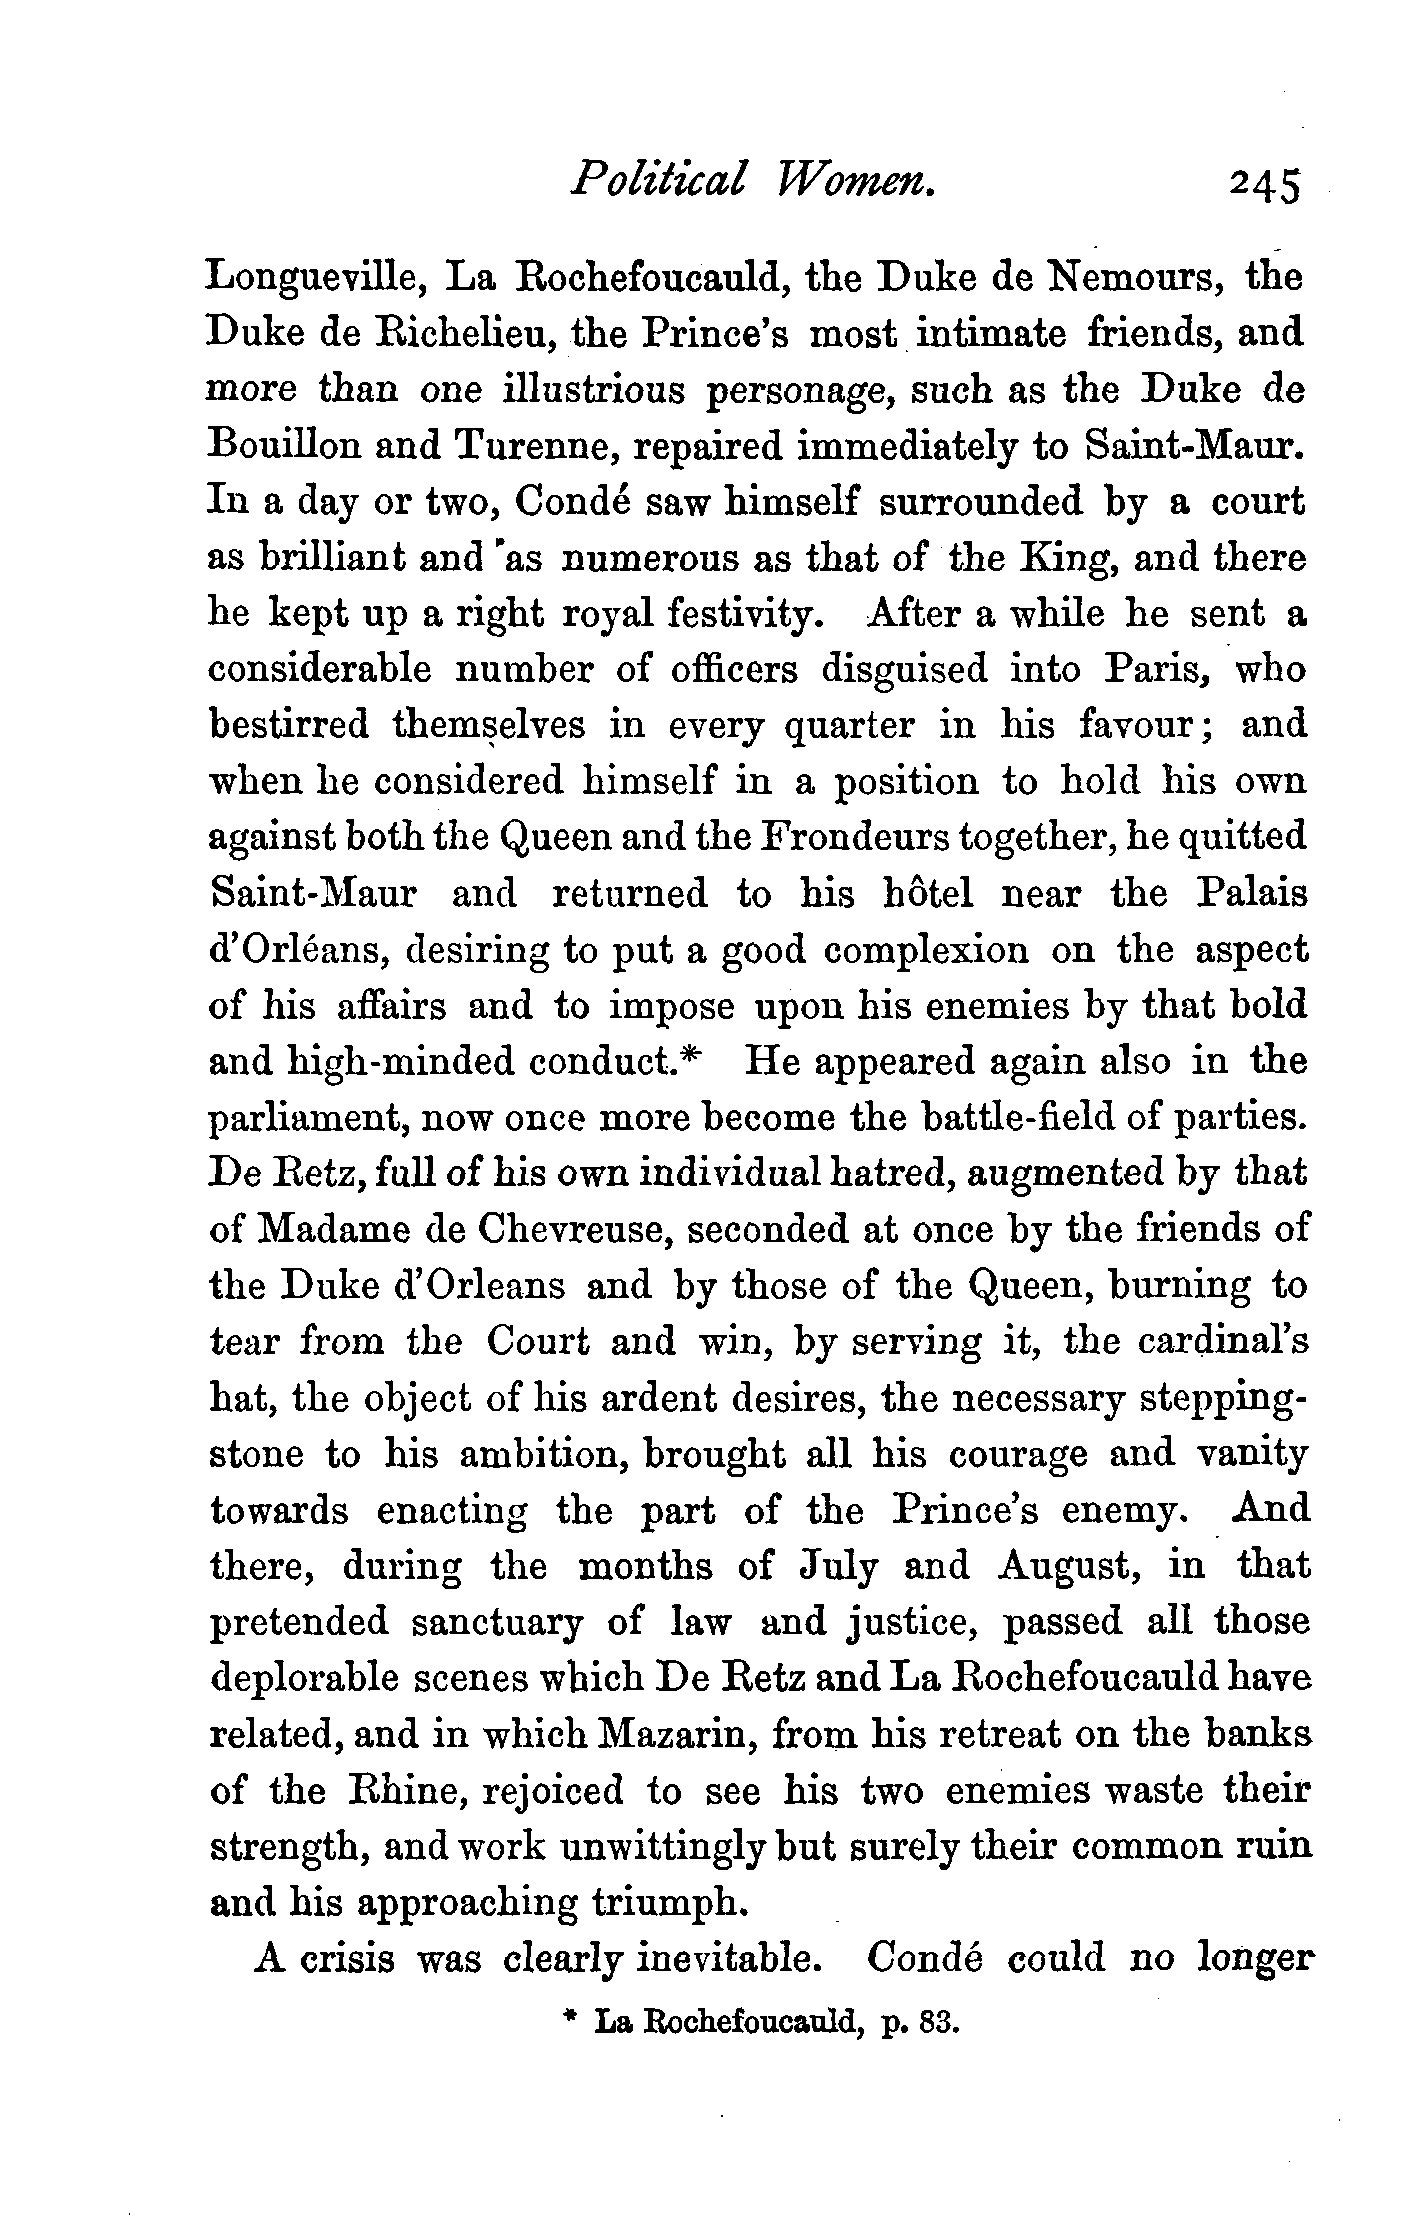 Political Women. 245
Longueville, La Rochefoucauld, the Duke de Nemours, the
Duke de Richelieu, the Prince's most intimate friends, and
more than one illustrious personage, such as the Duke de
Bouillon and Turenne, repaired immediately to Saint-Maur.
In a day or two, Condé saw himself surrounded by a court
as brilliant and as numerous as that of the King, and there
he kept up a right royal festivity. After a while he sent a
considerable number of officers disguised into Paris, who
bestirred themselves in every quarter in his favour; and
when he considered himself in a position to hold his own
against both the Queen and the Frondeurs together, he quitted
Saint-Maur and returned to his hôtel near the Palais
d'Orléans, desiring to put a good complexion on the aspect
of his affairs and to impose upon his enemies by that bold
and high-minded conduct.* He appeared again also in the
parliament, now once more become the battle-field of parties.
De Retz, full of his own individual hatred, augmented by that
of Madame de Chevreuse, seconded at once by the friends of
the Duke d'Orleans and by those of the Queen, burning to
tear from the Court and win, by serving it, the cardinal's
hat, the object of his ardent desires, the necessary stepping-
stone to his ambition, brought all his courage and vanity
towards enacting the part of the Prince's enemy. And
there, during the months of July and August, in that
pretended sanctuary of law and justice, passed all those
deplorable scenes which De Retz and La Rochefoucauld have
related, and in which Mazarin, from his retreat on the banks
of the Rhine, rejoiced to see his two enemies waste their
strength, and work unwittingly but surely their common ruin
and his approaching triumph.
A crisis was clearly inevitable. Condé could no longer
* La Rochefoucauld, p. 83.